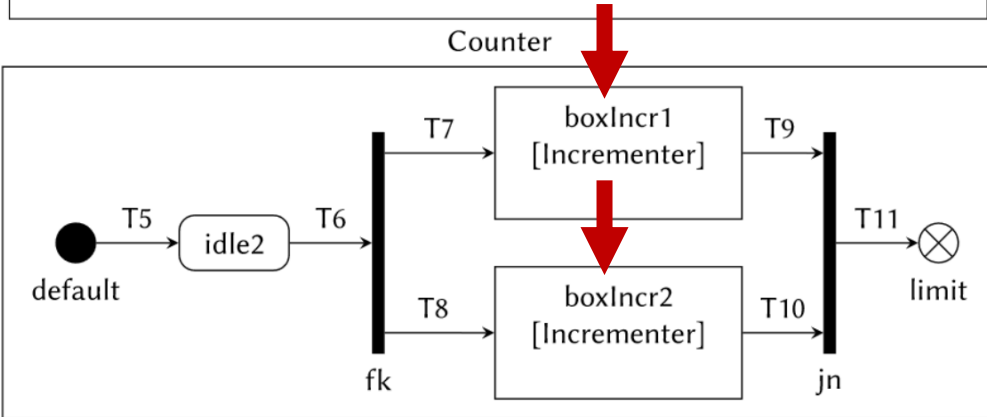 Counter
boxIncr1
[Incrementer]
T7
T9
T5
T6
T11
idle2
default
limit
boxIncr2
[Incrementer]
T8
T10
fk
jn